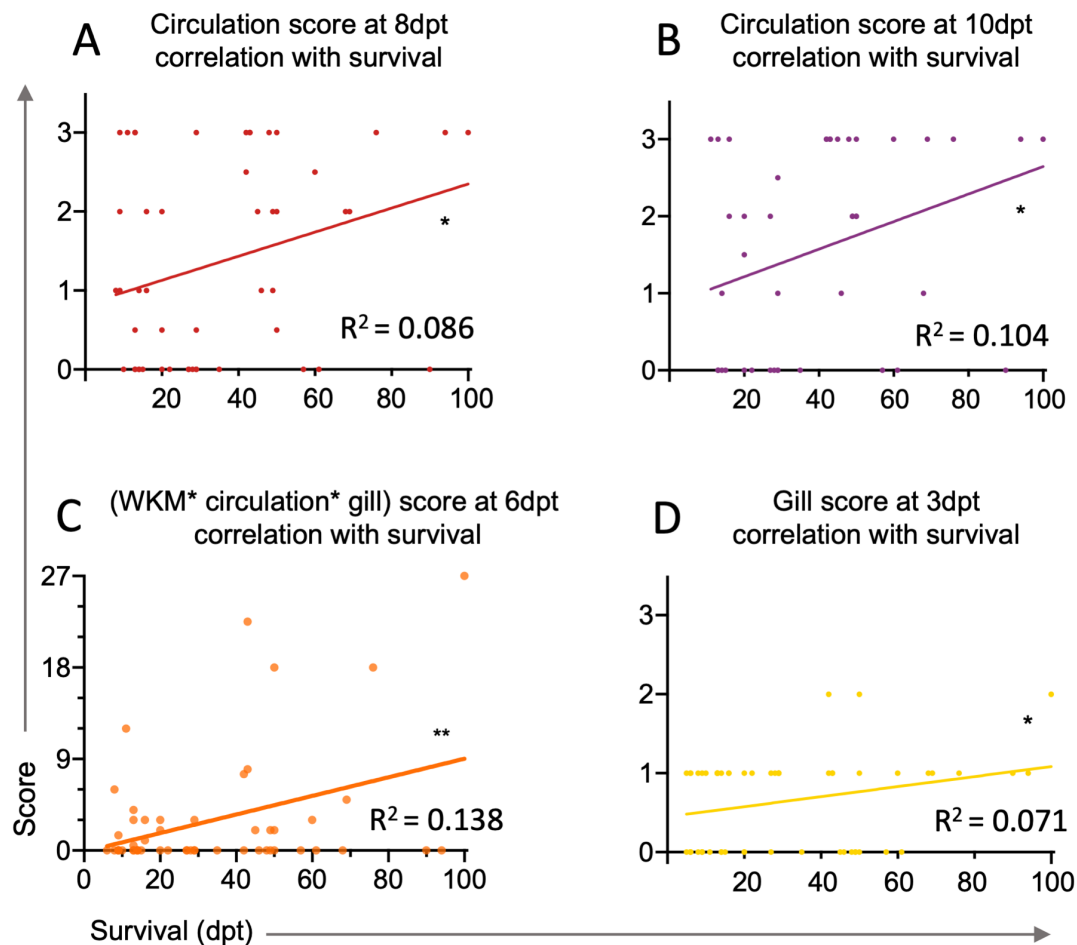 A
Circulation score at 8dpt
correlation with survival
3
2
1
0
20
40
60
80
100
*
R² = 0.086
B
Circulation score at 10dpt
correlation with survival
3
2
1
0
20
40
60
80
100
*
R² = 0.104
C
(WKM* circulation* gill) score at 6dpt
correlation with survival
27
18
9
0
0
20
40
60
80
100
**
R² = 0.138
D
Gill score at 3dpt
correlation with survival
3
2
1
0
20
40
60
80
100
*
R² = 0.071
Score
Survival (dpt)